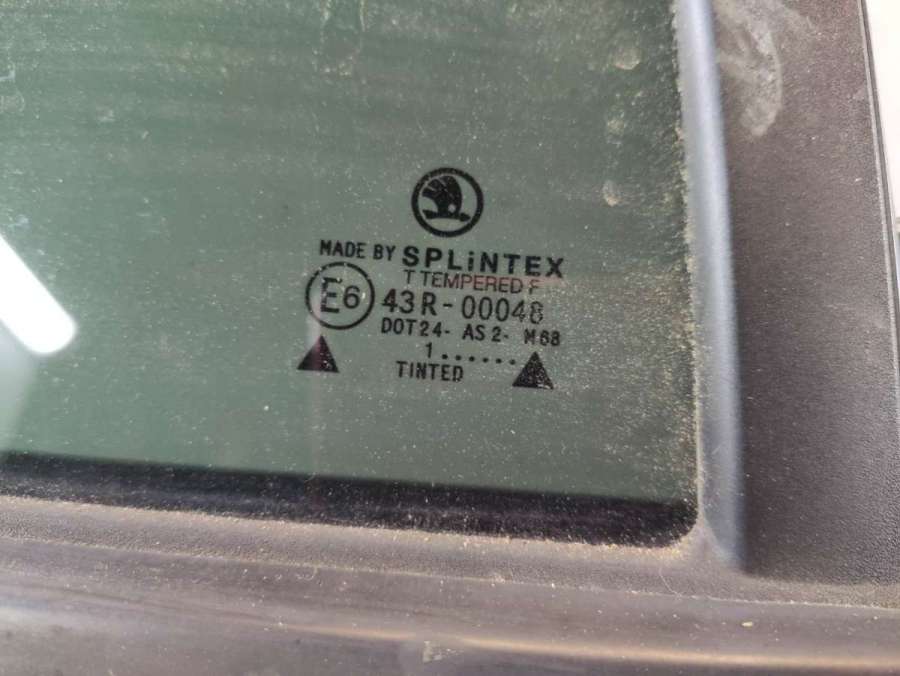 MADE BY SPLiNTEX
T TEMPERED F
E6 43R-00048
DOT24- AS2- M68
1......
TINTED